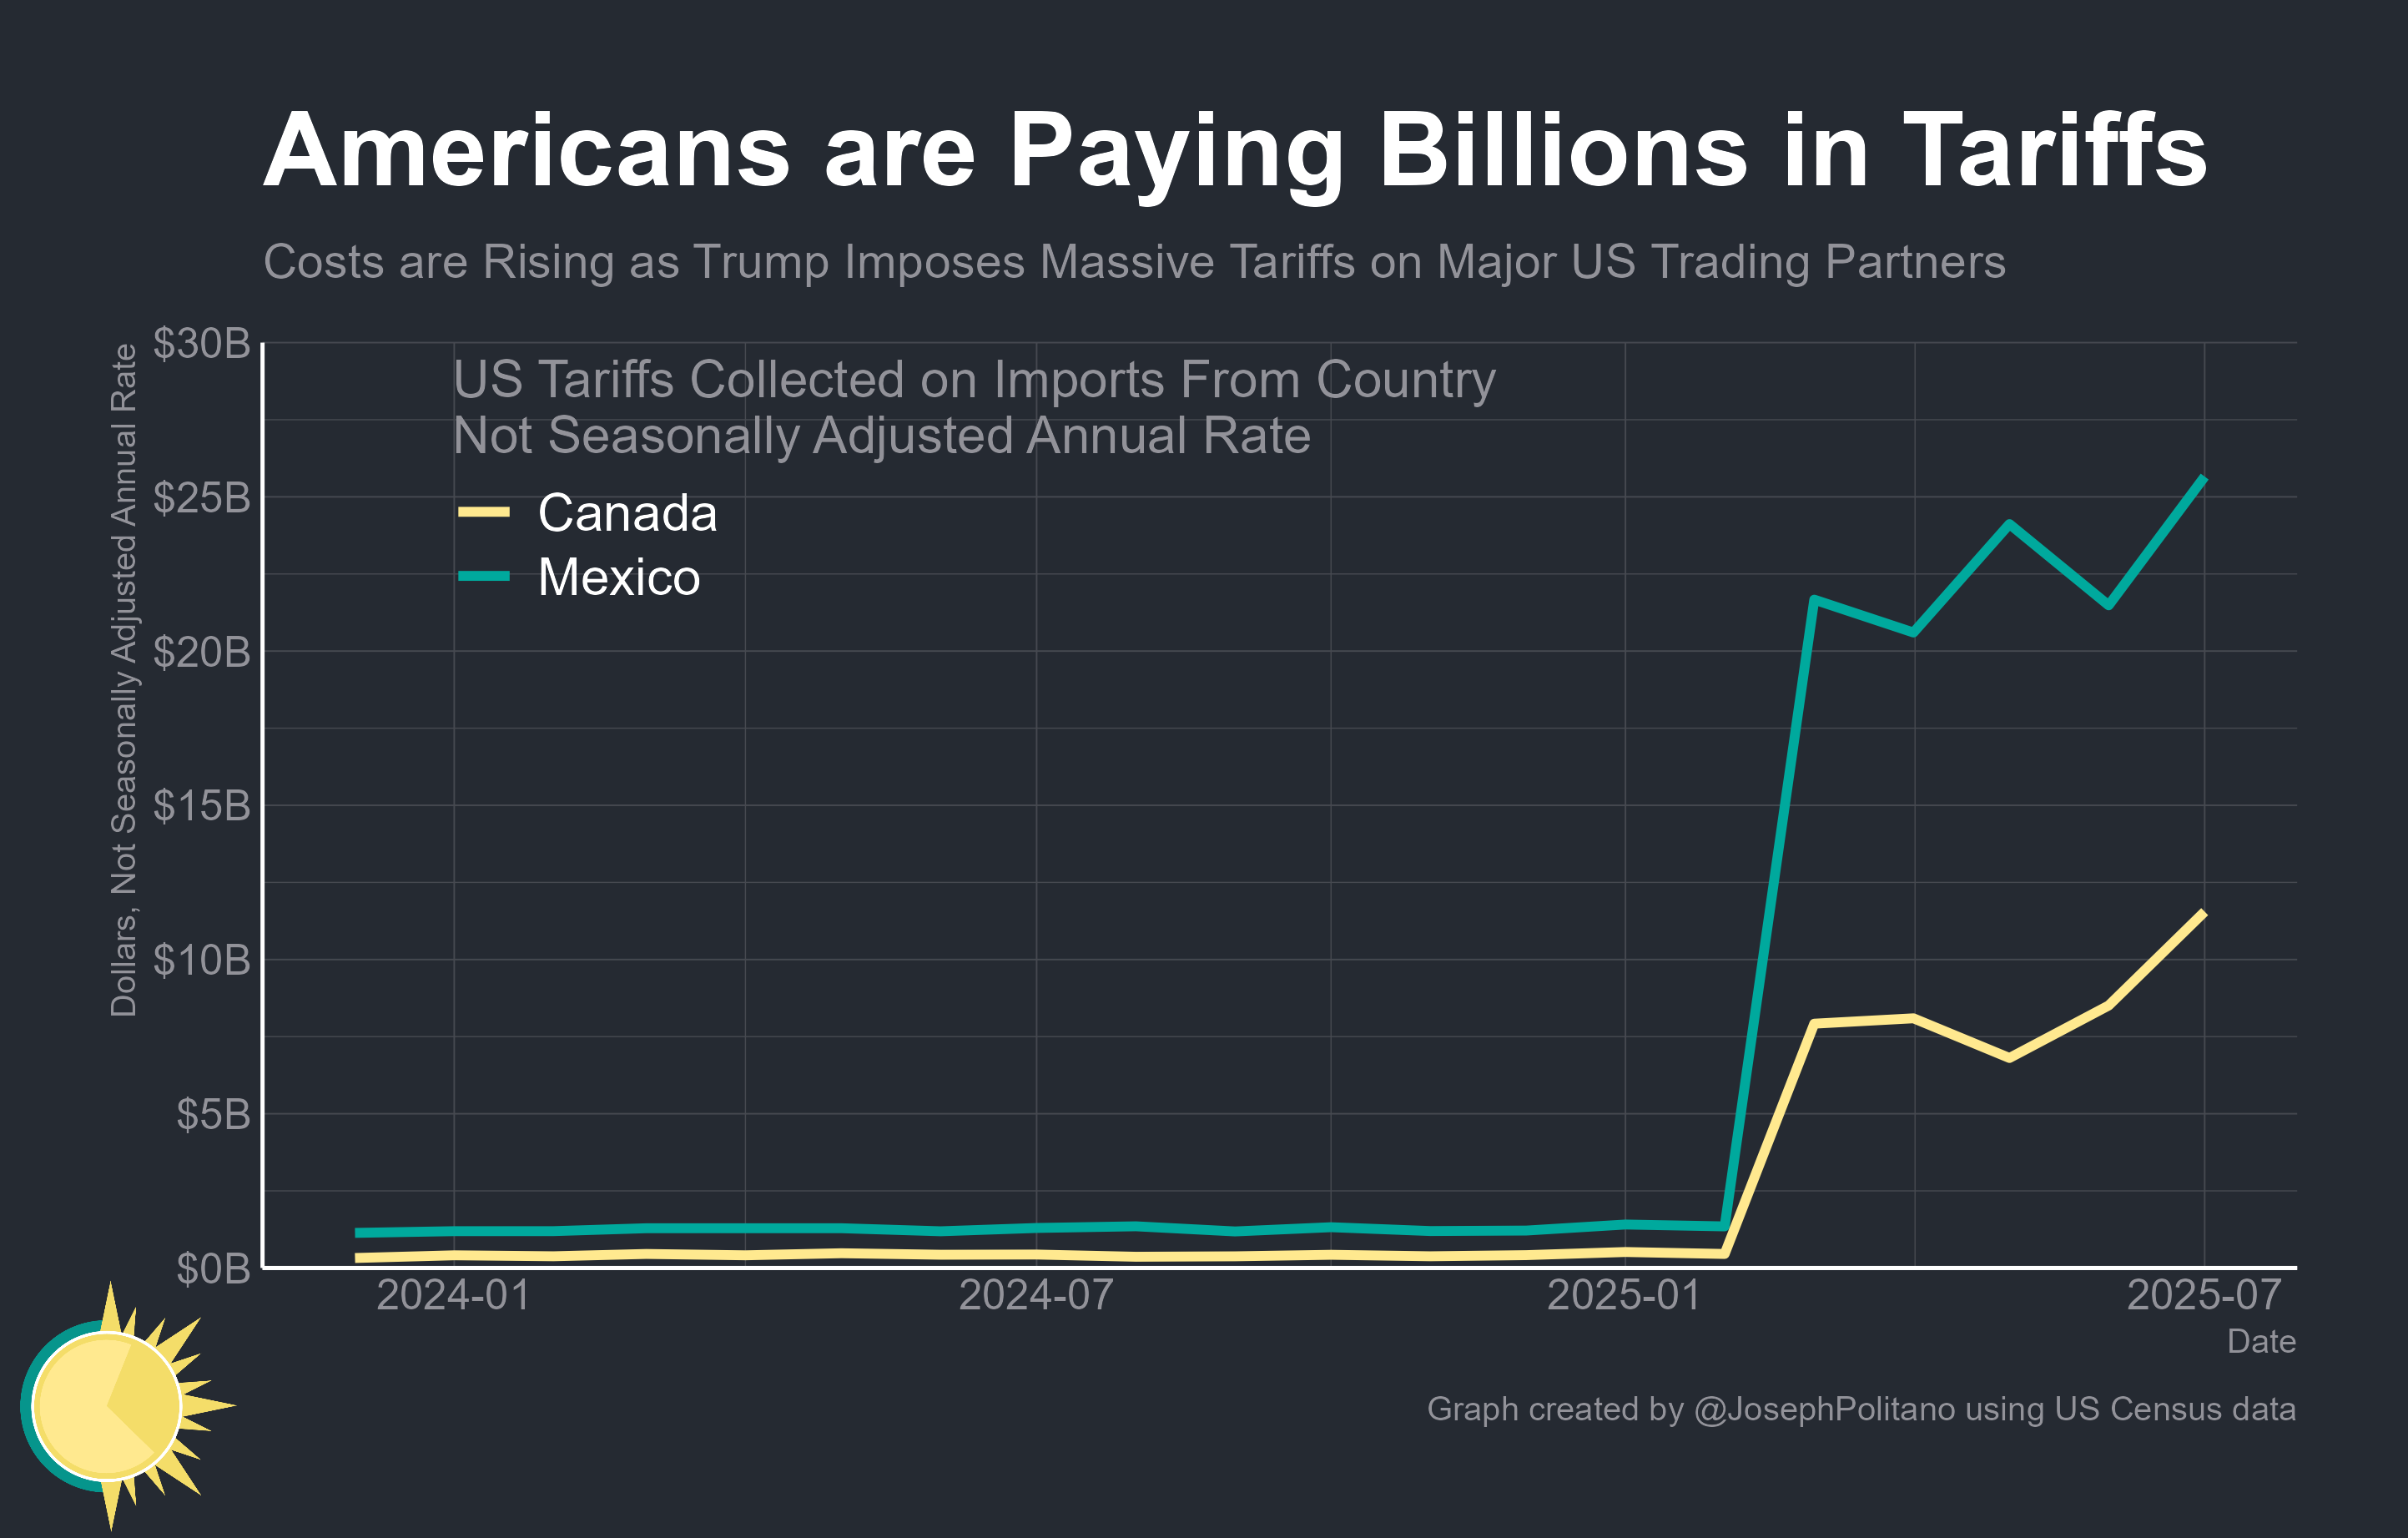 Americans are Paying Billions in Tariffs
Costs are Rising as Trump Imposes Massive Tariffs on Major US Trading Partners
Dollars, Not Seasonally Adjusted Annual Rate
$30B
$25B
$20B
$15B
$10B
$5B
$0B
US Tariffs Collected on Imports From Country
Not Seasonally Adjusted Annual Rate
Canada
Mexico
2024-01
2024-07
2025-01
2025-07
Date
Graph created by @JosephPolitano using US Census data